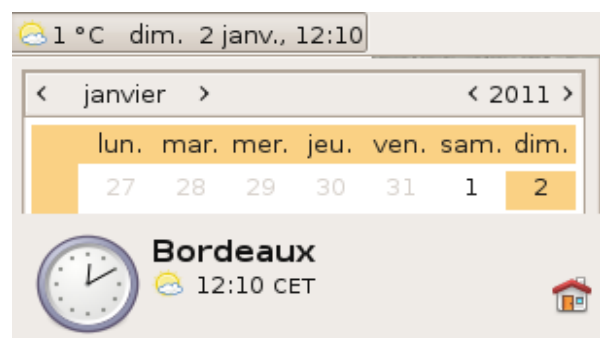 1 °C dim. 2 janv., 12:10
< janvier > < 2011 >
lun. mar. mer. jeu. ven. sam. dim.
27 28 29 30 31 1 2
Bordeaux
12:10 CET